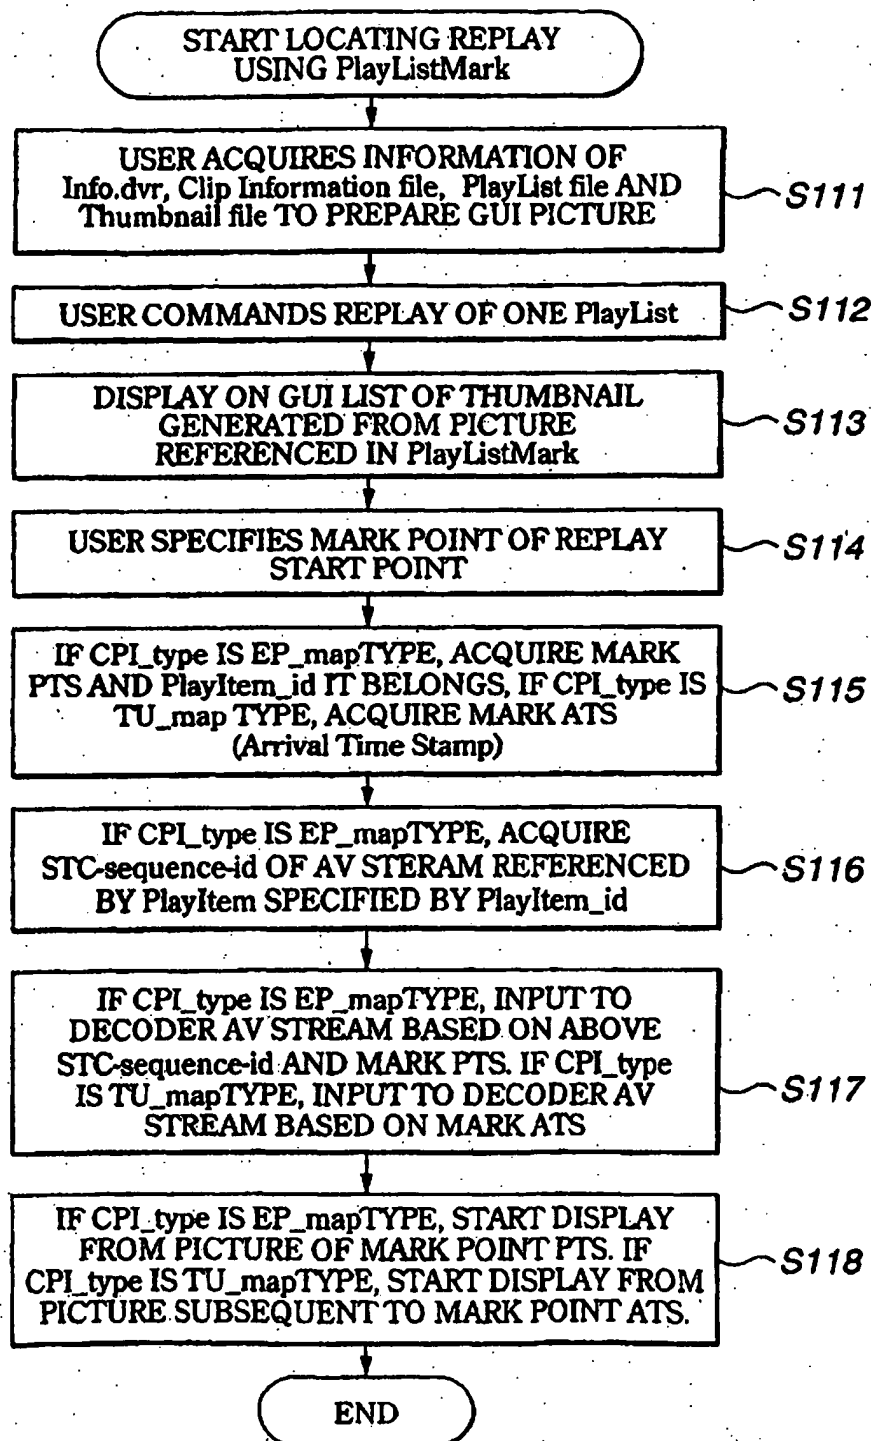 START LOCATING REPLAY
USING PlayListMark
USER ACQUIRES INFORMATION OF
Info.dvr, Clip Information file, PlayList file AND
Thumbnail file TO PREPARE GUI PICTURE
S111
USER COMMANDS REPLAY OF ONE PlayList
S112
DISPLAY ON GUI LIST OF THUMBNAIL
GENERATED FROM PICTURE
REFERENCED IN PlayListMark
S113
USER SPECIFIES MARK POINT OF REPLAY
START POINT
S114
IF CPI_type IS EP_mapTYPE, ACQUIRE MARK
PTS AND PlayItem_id IT BELONGS, IF CPI_type IS
TU_map TYPE, ACQUIRE MARK ATS
(Arrival Time Stamp)
S115
IF CPI_type IS EP_mapTYPE, ACQUIRE
STC-sequence-id OF AV STERAM REFERENCED
BY PlayItem SPECIFIED BY PlayItem_id
S116
IF CPI_type IS EP_mapTYPE, INPUT TO
DECODER AV STREAM BASED ON ABOVE
STC-sequence-id AND MARK PTS. IF CPI_type
IS TU_mapTYPE, INPUT TO DECODER AV
STREAM BASED ON MARK ATS
S117
IF CPI_type IS EP_mapTYPE, START DISPLAY
FROM PICTURE OF MARK POINT PTS. IF
CPI_type IS TU_mapTYPE, START DISPLAY FROM
PICTURE SUBSEQUENT TO MARK POINT ATS.
S118
END